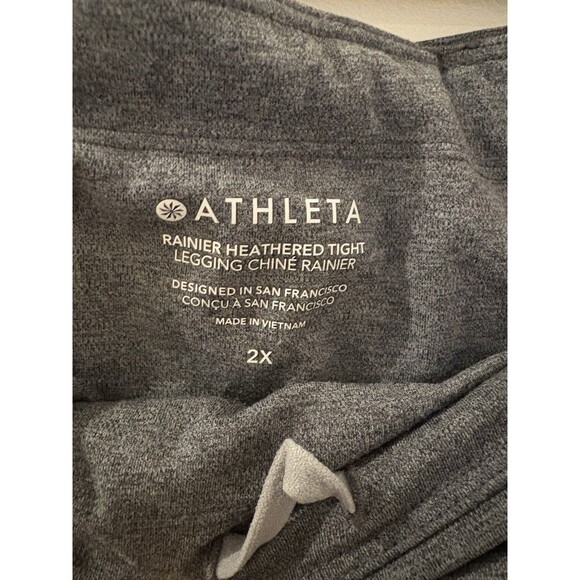 ATHLETA
RAINIER HEATHERED TIGHT
LEGGING CHINÉ RAINIER
DESIGNED IN SAN FRANCISCO
CONÇU À SAN FRANCISCO
MADE IN VIETNAM
2X